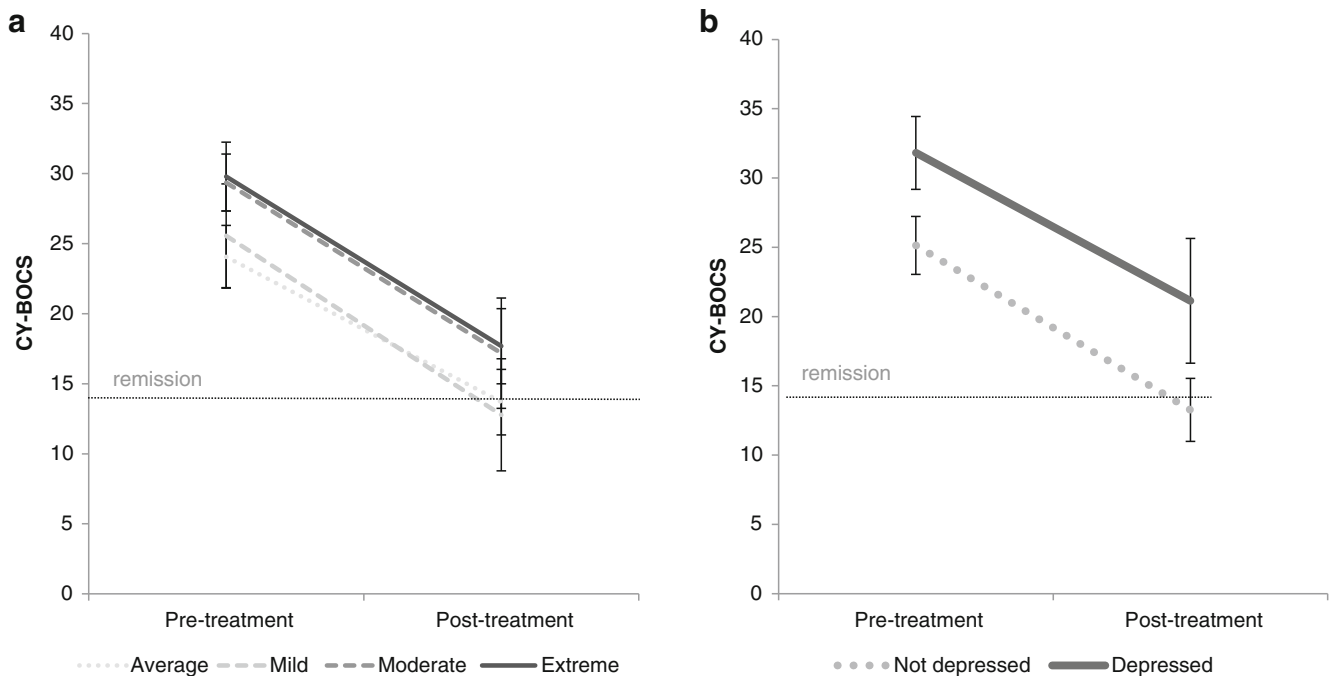 a
40
35
30
25
20
15
10
5
0
CY-BOCS
remission
Pre-treatment Post-treatment
Average Mild Moderate Extreme
b
40
35
30
25
20
15
10
5
0
CY-BOCS
remission
Pre-treatment Post-treatment
Not depressed Depressed